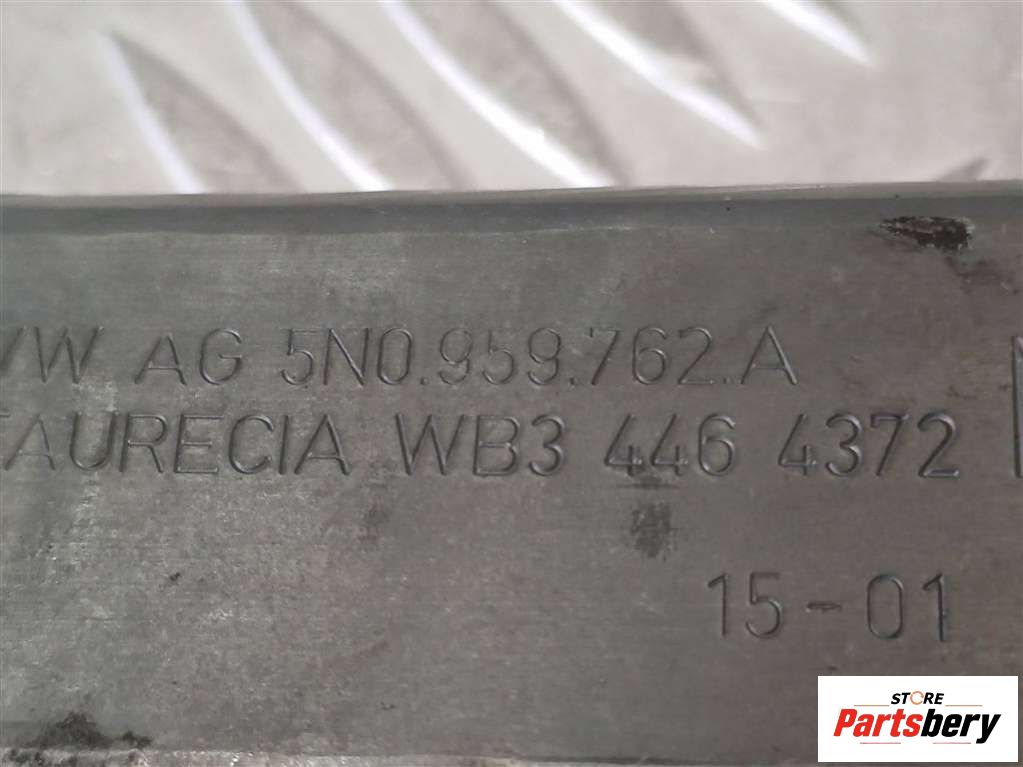 VW AG 5N0.959.762.A
FAURECIA WB3 446 4372
15-01
STORE
Partsbery